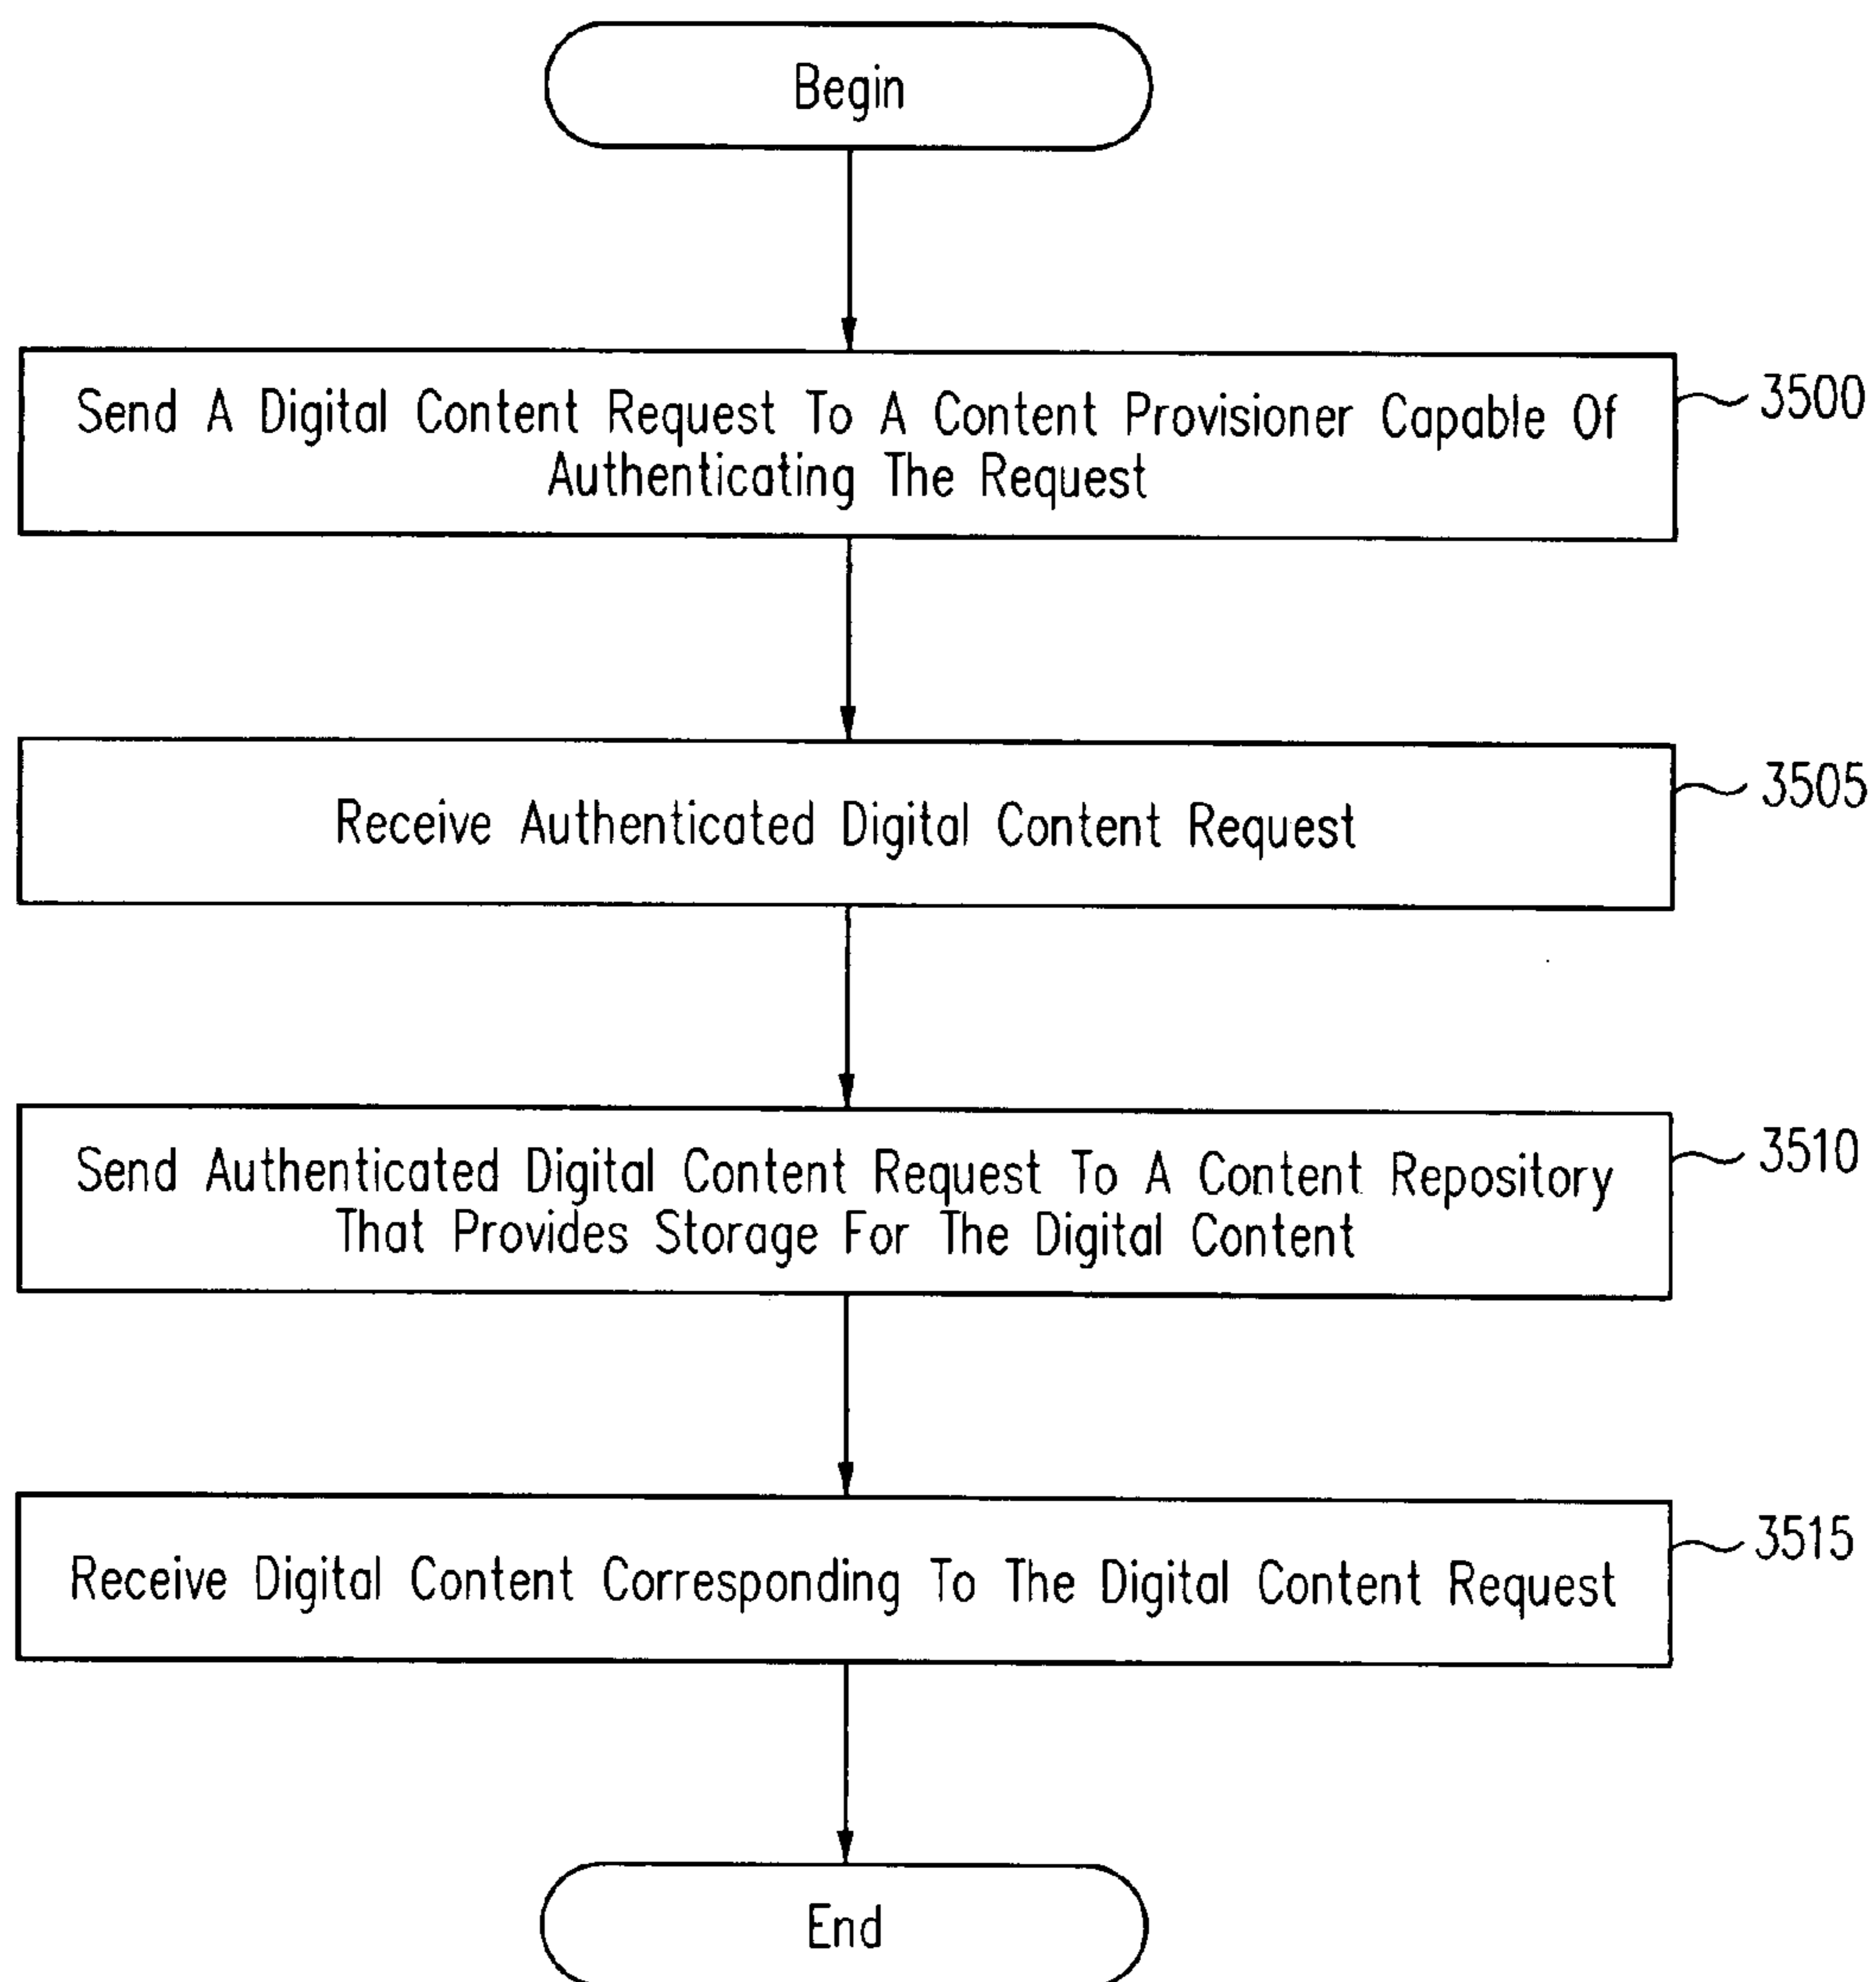 Begin
Send A Digital Content Request To A Content Provisioner Capable Of
Authenticating The Request
3500
Receive Authenticated Digital Content Request
3505
Send Authenticated Digital Content Request To A Content Repository
That Provides Storage For The Digital Content
3510
Receive Digital Content Corresponding To The Digital Content Request
3515
End